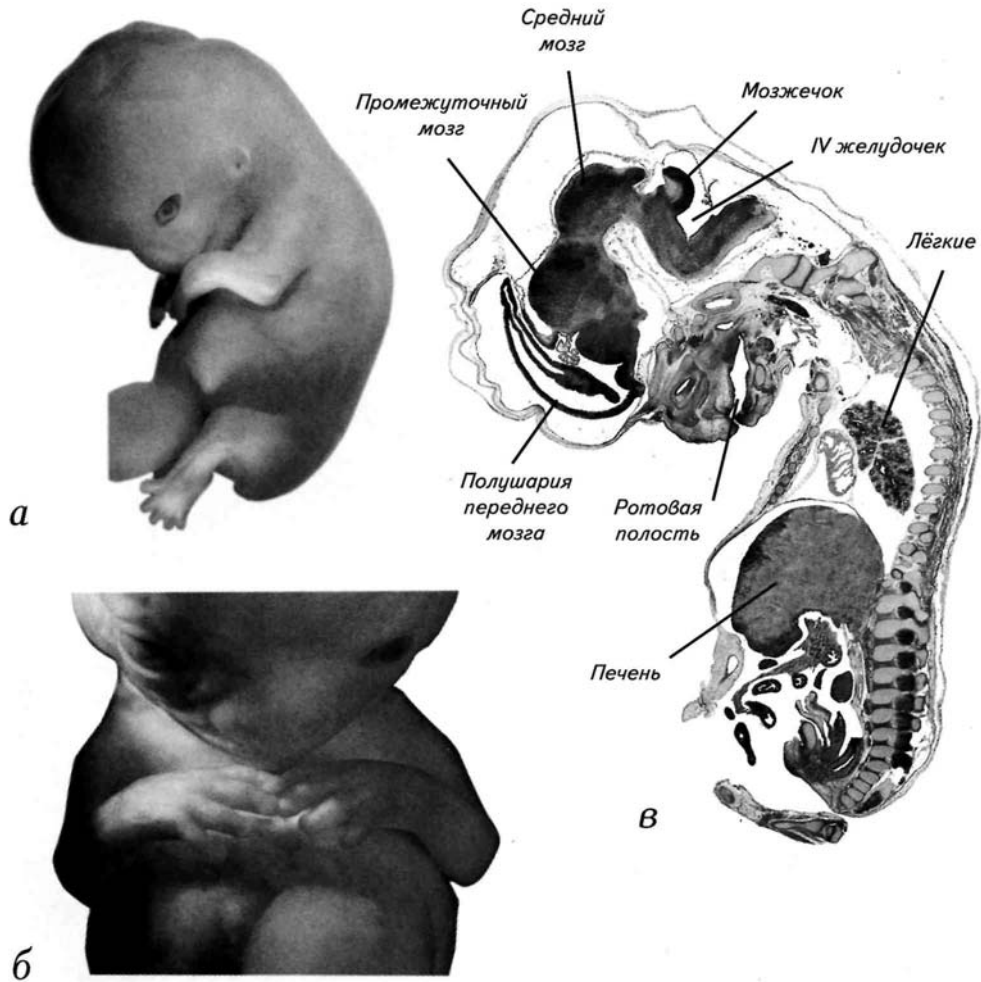 Средний
мозг
Мозжечок
Промежуточный
мозг
IV желудочек
Лёгкие
а
Полушария
переднего
мозга
Ротовая
полость
Печень
в
б